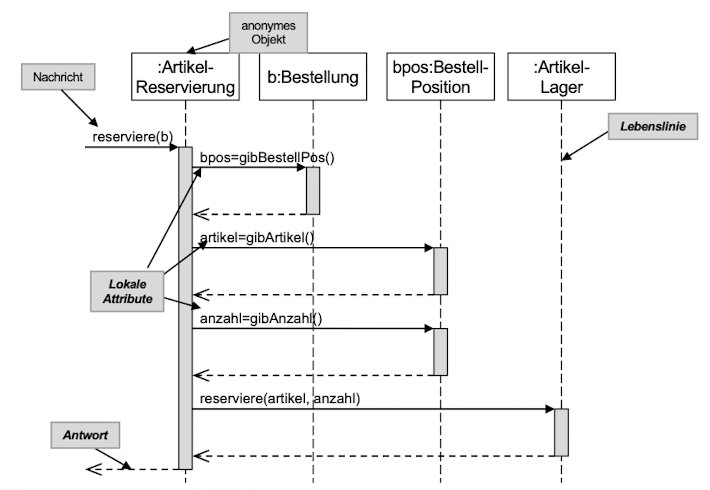 anonymes
Objekt
:Artikel-
Reservierung
b:Bestellung
bpos:Bestell-
Position
:Artikel-
Lager
Nachricht
Lebenslinie
reserviere(b)
bpos=gibBestellPos()
artikel=gibArtikel()
Lokale
Attribute
anzahl=gibAnzahl()
reserviere(artikel, anzahl)
Antwort